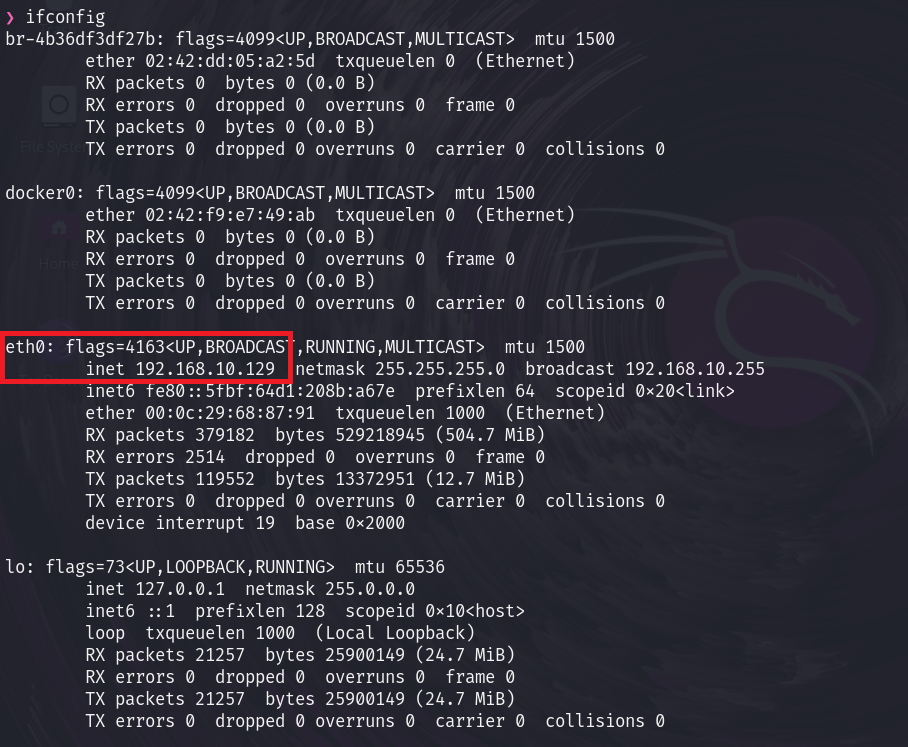 ❯ ifconfig
br-4b36df3df27b: flags=4099<UP,BROADCAST,MULTICAST>  mtu 1500
        ether 02:42:dd:05:a2:5d  txqueuelen 0  (Ethernet)
        RX packets 0  bytes 0 (0.0 B)
        RX errors 0  dropped 0  overruns 0  frame 0
        TX packets 0  bytes 0 (0.0 B)
        TX errors 0  dropped 0 overruns 0  carrier 0  collisions 0

docker0: flags=4099<UP,BROADCAST,MULTICAST>  mtu 1500
        ether 02:42:f9:e7:49:ab  txqueuelen 0  (Ethernet)
        RX packets 0  bytes 0 (0.0 B)
        RX errors 0  dropped 0  overruns 0  frame 0
        TX packets 0  bytes 0 (0.0 B)
        TX errors 0  dropped 0 overruns 0  carrier 0  collisions 0

eth0: flags=4163<UP,BROADCAST,RUNNING,MULTICAST>  mtu 1500
        inet 192.168.10.129  netmask 255.255.255.0  broadcast 192.168.10.255
        inet6 fe80::5fbf:64d1:208b:a67e  prefixlen 64  scopeid 0×20<link>
        ether 00:0c:29:68:87:91  txqueuelen 1000  (Ethernet)
        RX packets 379182  bytes 529218945 (504.7 MiB)
        RX errors 2514  dropped 0  overruns 0  frame 0
        TX packets 119552  bytes 13372951 (12.7 MiB)
        TX errors 0  dropped 0 overruns 0  carrier 0  collisions 0
        device interrupt 19  base 0×2000

lo: flags=73<UP,LOOPBACK,RUNNING>  mtu 65536
        inet 127.0.0.1  netmask 255.0.0.0
        inet6 ::1  prefixlen 128  scopeid 0×10<host>
        loop  txqueuelen 1000  (Local Loopback)
        RX packets 21257  bytes 25900149 (24.7 MiB)
        RX errors 0  dropped 0  overruns 0  frame 0
        TX packets 21257  bytes 25900149 (24.7 MiB)
        TX errors 0  dropped 0 overruns 0  carrier 0  collisions 0
File Syste
Home